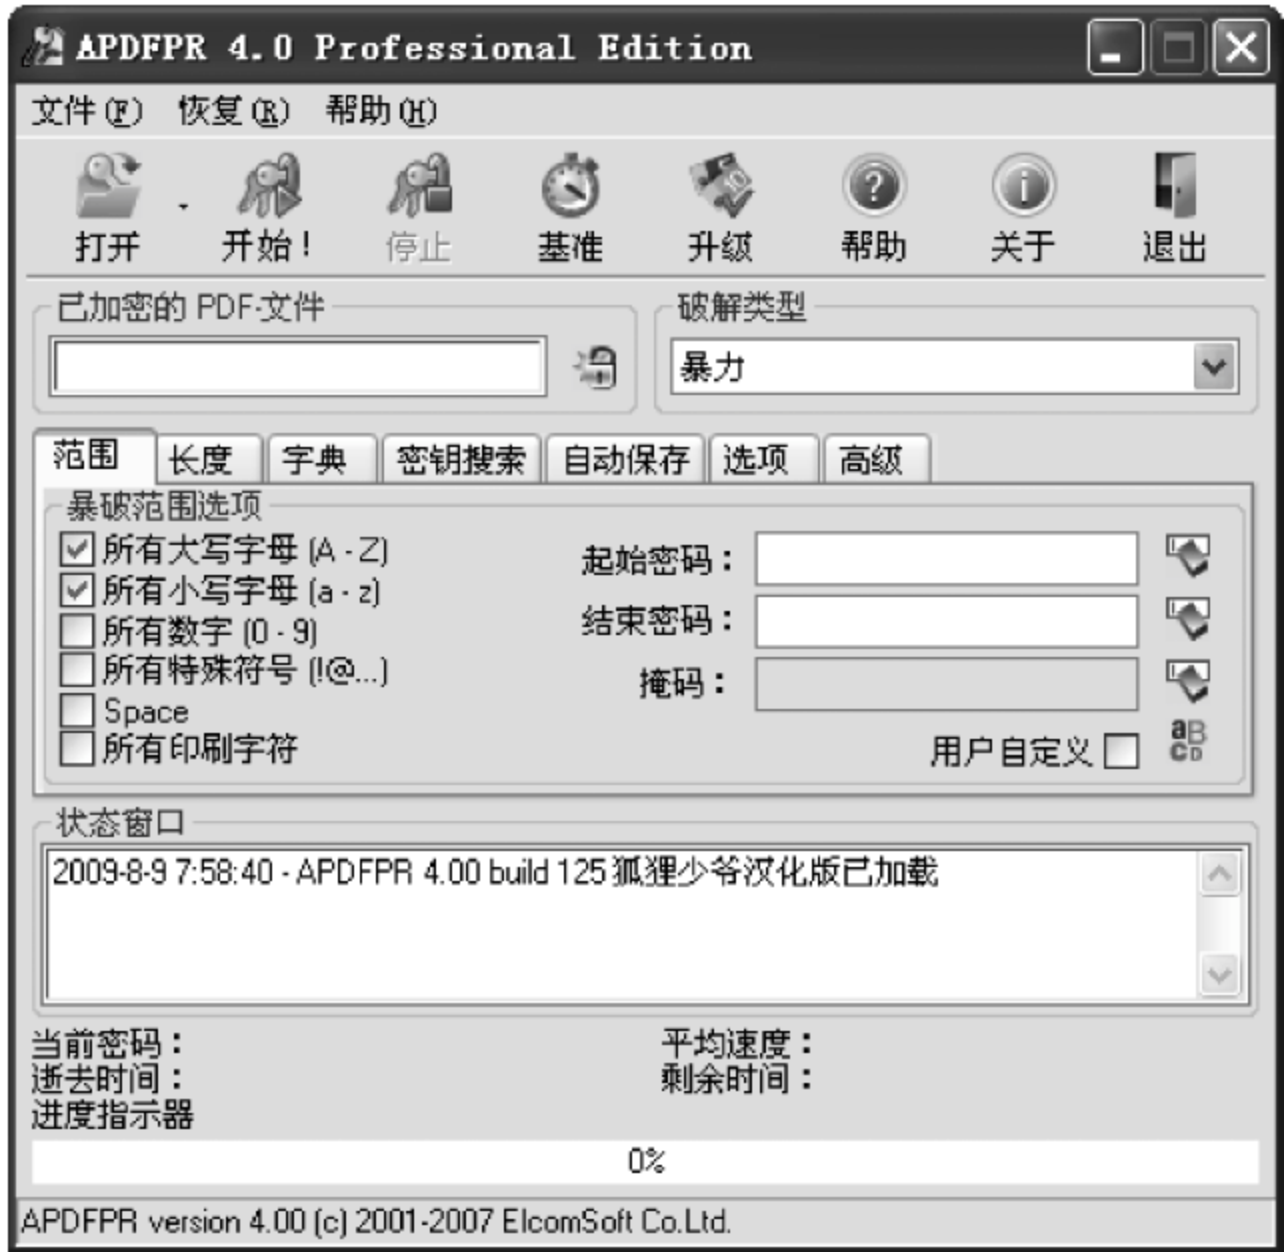 APDFPR 4.0 Professional Edition
文件(F) 恢复(R) 帮助(H)
打开 开始! 停止 基准 升级 帮助 关于 退出
已加密的 PDF-文件 破解类型
暴力
范围 长度 字典 密钥搜索 自动保存 选项 高级
暴破范围选项
所有大写字母 (A - Z) 起始密码：
所有小写字母 (a - z)
所有数字 (0 - 9) 结束密码：
所有特殊符号 (!@...) 掩码：
Space
所有印刷字符 用户自定义 aBCD
状态窗口
2009-8-9 7:58:40 - APDFPR 4.00 build 125 狐狸少爷汉化版已加载
当前密码： 平均速度：
逝去时间： 剩余时间：
进度指示器
0%
APDFPR version 4.00 (c) 2001-2007 ElcomSoft Co.Ltd.